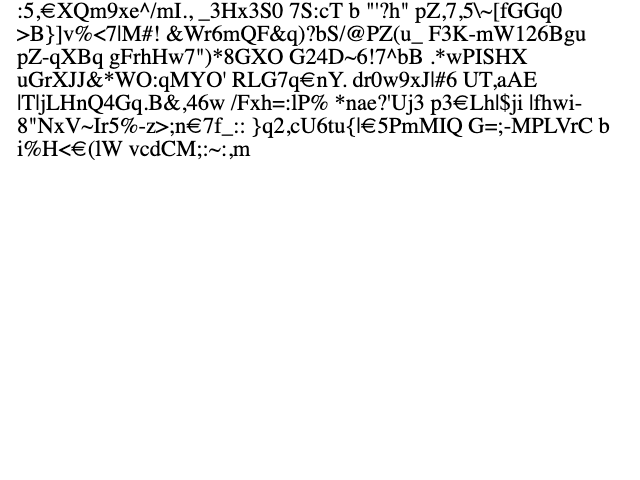 :5,€XQm9xe^/mI., _3Hx3S0 7S:cT b "'?h" pZ,7,5\~[fGGq0
>B}]v%<7|M#! &Wr6mQF&q)?bS/@PZ(u_ F3K-mW126Bgu
pZ-qXBq gFrhHw7")*8GXO G24D~6!7^bB .*wPISHX
uGrXJJ&*WO:qMYO' RLG7q€nY. dr0w9xJ|#6 UT,aAE
|T|jLHnQ4Gq.B&,46w /Fxh=:lP% *nae?'Uj3 p3€Lh|$ji |fhwi-
8"NxV~Ir5%-z>;n€7f_:: }q2,cU6tu{|€5PmMIQ G=;-MPLVrC b
i%H<€(lW vcdCM;:~:,m